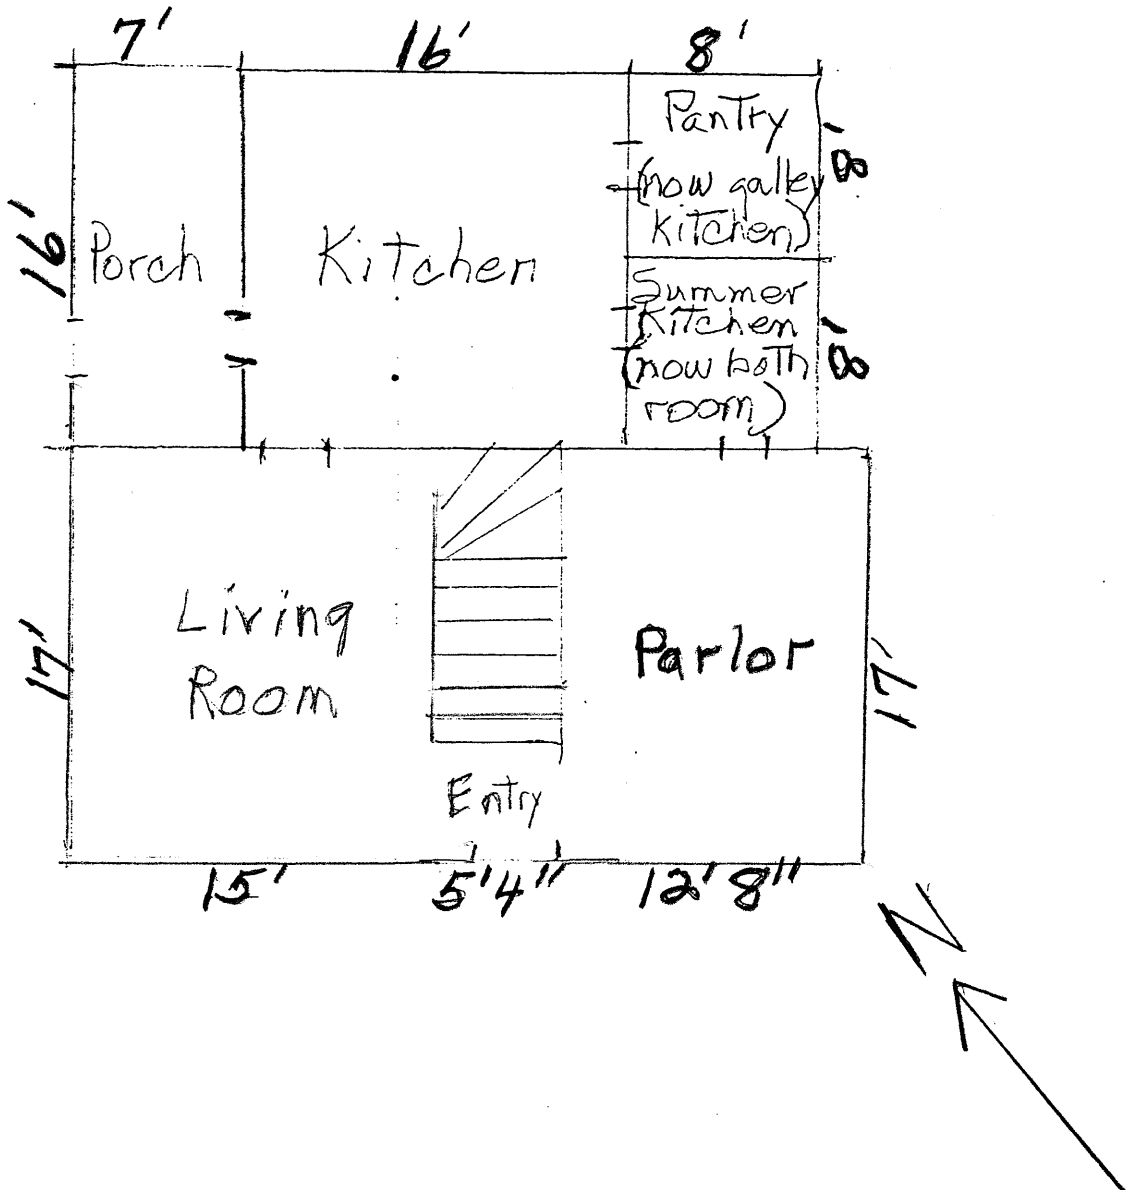 7' 16' 8'
Pantry
(now galley
Kitchen)
8'
16'
Porch
Kitchen
Summer
Kitchen
(now both
room)
8'
Living
Room
Parlor
17'
17'
Entry
15' 5'4" 12'8"
N